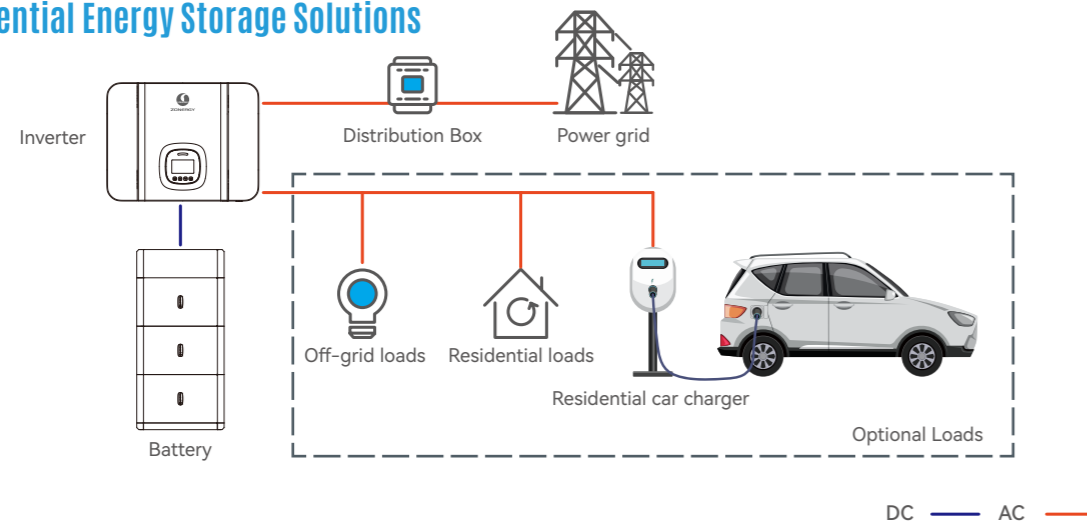 ential Energy Storage Solutions
Inverter
ZONERGY
Distribution Box
Power grid
Off-grid loads
Residential loads
Residential car charger
Battery
Optional Loads
DC
AC